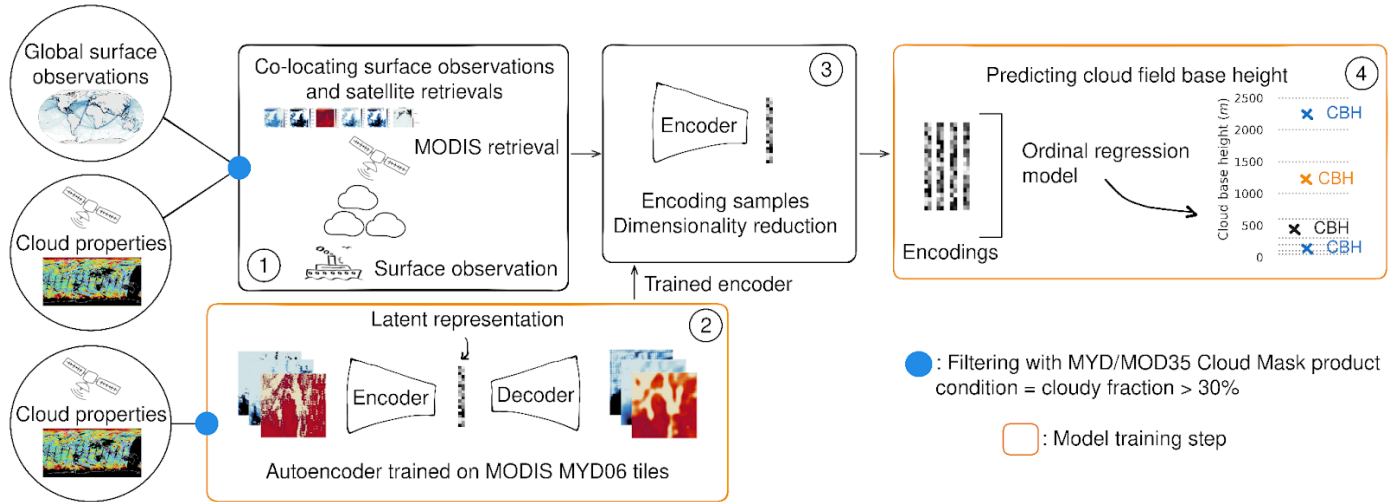 Global surface
observations
Cloud properties
Cloud properties
Co-locating surface observations
and satellite retrievals
MODIS retrieval
Surface observation
1
Latent representation
2
Encoder
Decoder
Autoencoder trained on MODIS MYD06 tiles
Trained encoder
3
Encoder
Encoding samples
Dimensionality reduction
4
Predicting cloud field base height
Encodings
Ordinal regression
model
Cloud base height (m)
2500
2000
1500
1000
500
0
CBH
CBH
CBH
CBH
: Filtering with MYD/MOD35 Cloud Mask product
condition = cloudy fraction > 30%
: Model training step